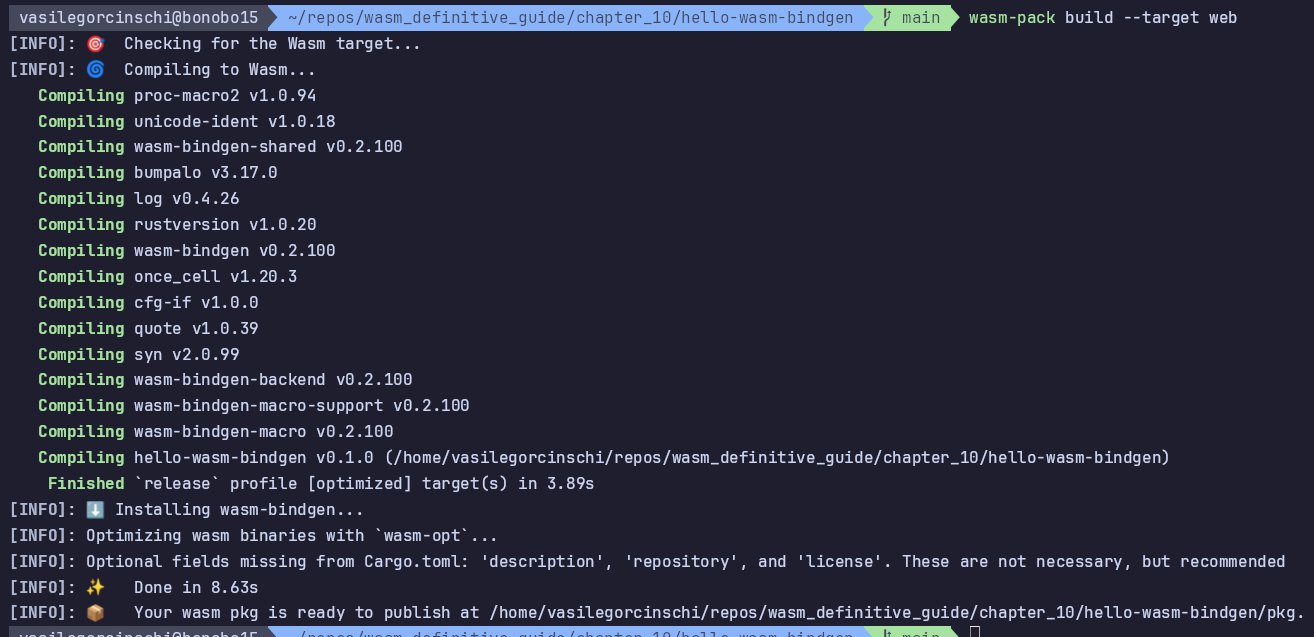 vasilegorcinschi@bonobo15 ~/repos/wasm_definitive_guide/chapter_10/hello-wasm-bindgen main wasm-pack build --target web
[INFO]: 🎯 Checking for the Wasm target...
[INFO]: 🌀 Compiling to Wasm...
Compiling proc-macro2 v1.0.94
Compiling unicode-ident v1.0.18
Compiling wasm-bindgen-shared v0.2.100
Compiling bumpalo v3.17.0
Compiling log v0.4.26
Compiling rustversion v1.0.20
Compiling wasm-bindgen v0.2.100
Compiling once_cell v1.20.3
Compiling cfg-if v1.0.0
Compiling quote v1.0.39
Compiling syn v2.0.99
Compiling wasm-bindgen-backend v0.2.100
Compiling wasm-bindgen-macro-support v0.2.100
Compiling wasm-bindgen-macro v0.2.100
Compiling hello-wasm-bindgen v0.1.0 (/home/vasilegorcinschi/repos/wasm_definitive_guide/chapter_10/hello-wasm-bindgen)
Finished `release` profile [optimized] target(s) in 3.89s
[INFO]: ⬇️ Installing wasm-bindgen...
[INFO]: Optimizing wasm binaries with `wasm-opt`...
[INFO]: Optional fields missing from Cargo.toml: 'description', 'repository', and 'license'. These are not necessary, but recommended
[INFO]: ✨ Done in 8.63s
[INFO]: 📦 Your wasm pkg is ready to publish at /home/vasilegorcinschi/repos/wasm_definitive_guide/chapter_10/hello-wasm-bindgen/pkg.
vasilegorcinschi@bonobo15 ~/repos/wasm_definitive_guide/chapter_10/hello-wasm-bindgen main